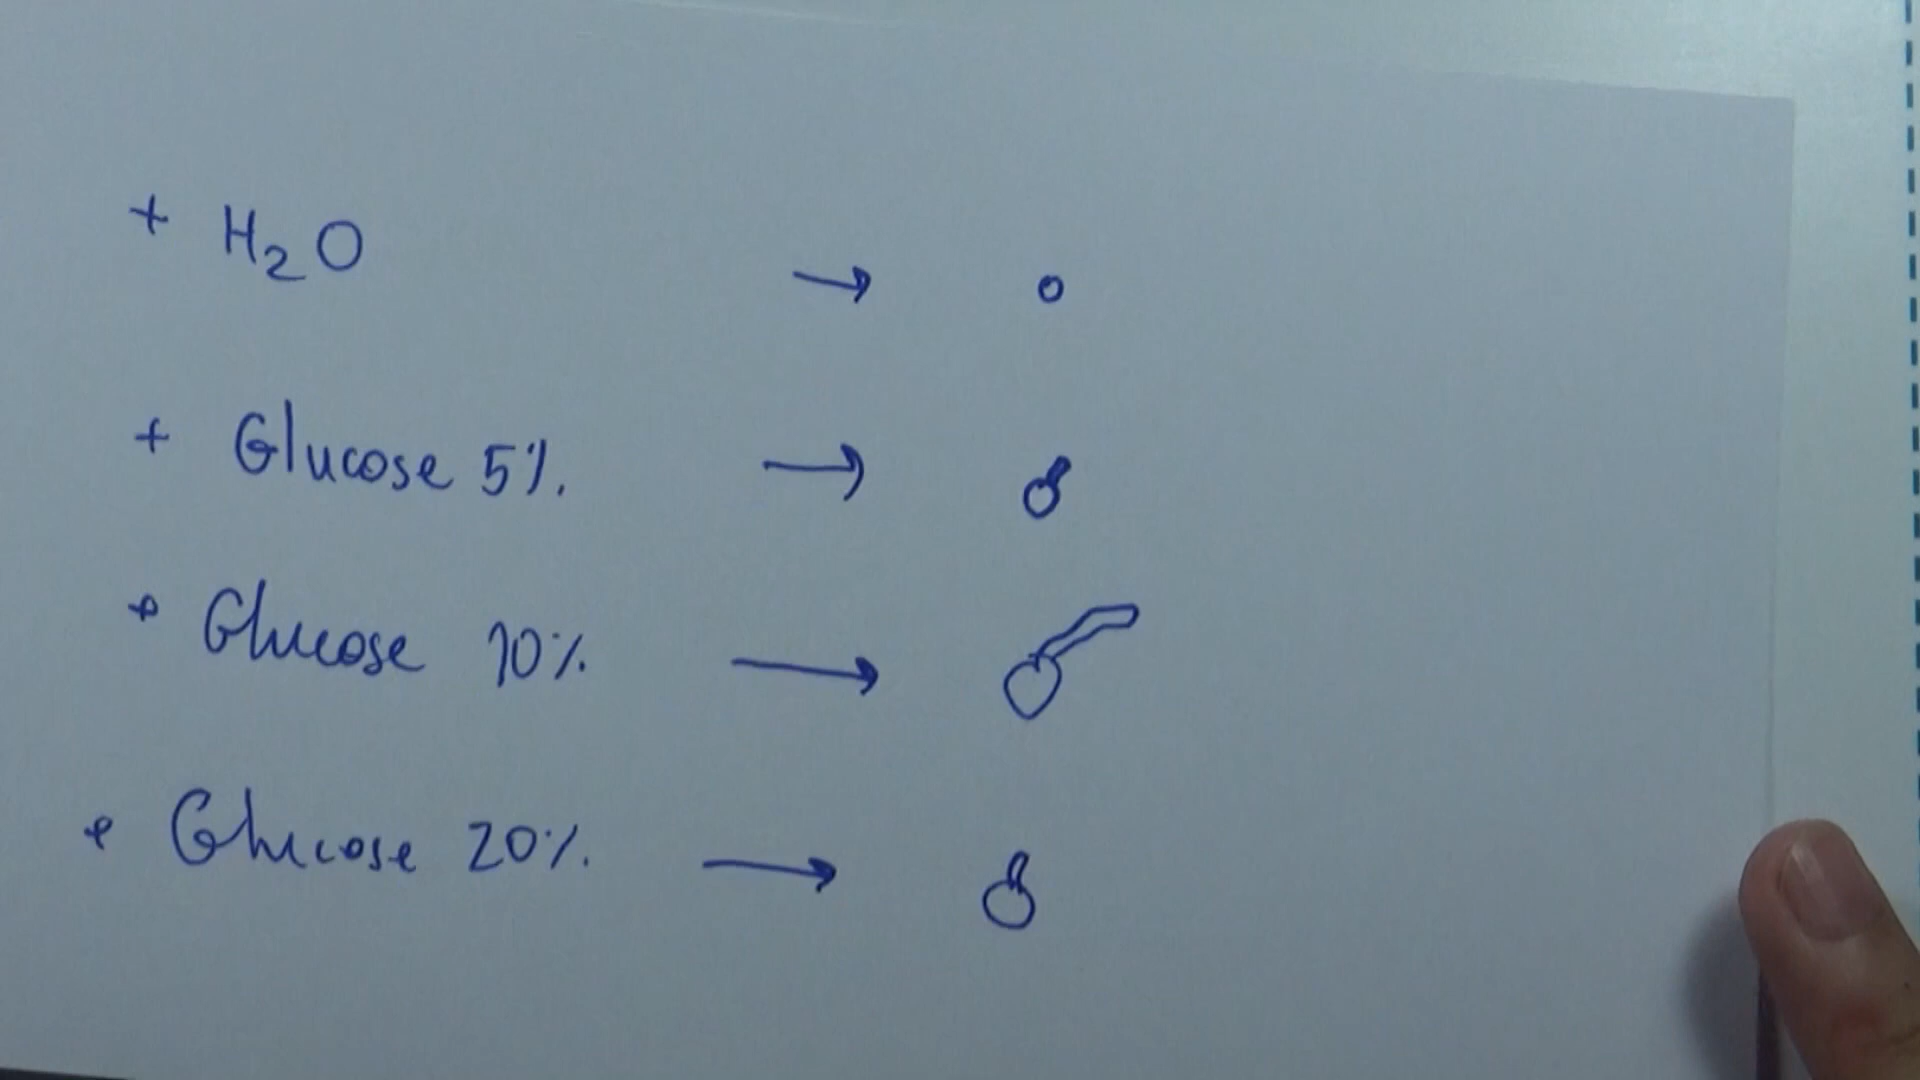 + H₂O →
+ Glucose 5% →
+ Glucose 10% →
+ Glucose 20% →